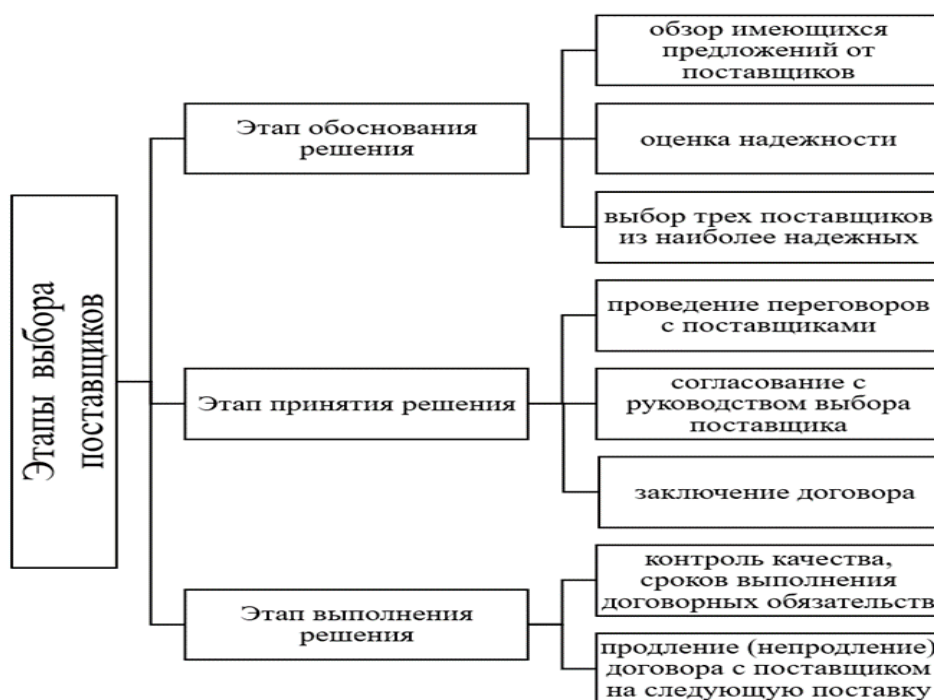 Этапы выбора
поставщиков
Этап обоснования
решения
обзор имеющихся
предложений от
поставщиков
оценка надежности
выбор трех поставщиков
из наиболее надежных
Этап принятия решения
проведение переговоров
с поставщиками
согласование с
руководством выбора
поставщика
заключение договора
Этап выполнения
решения
контроль качества,
сроков выполнения
договорных обязательств
продление (непродление)
договора с поставщиком
на следующую поставку